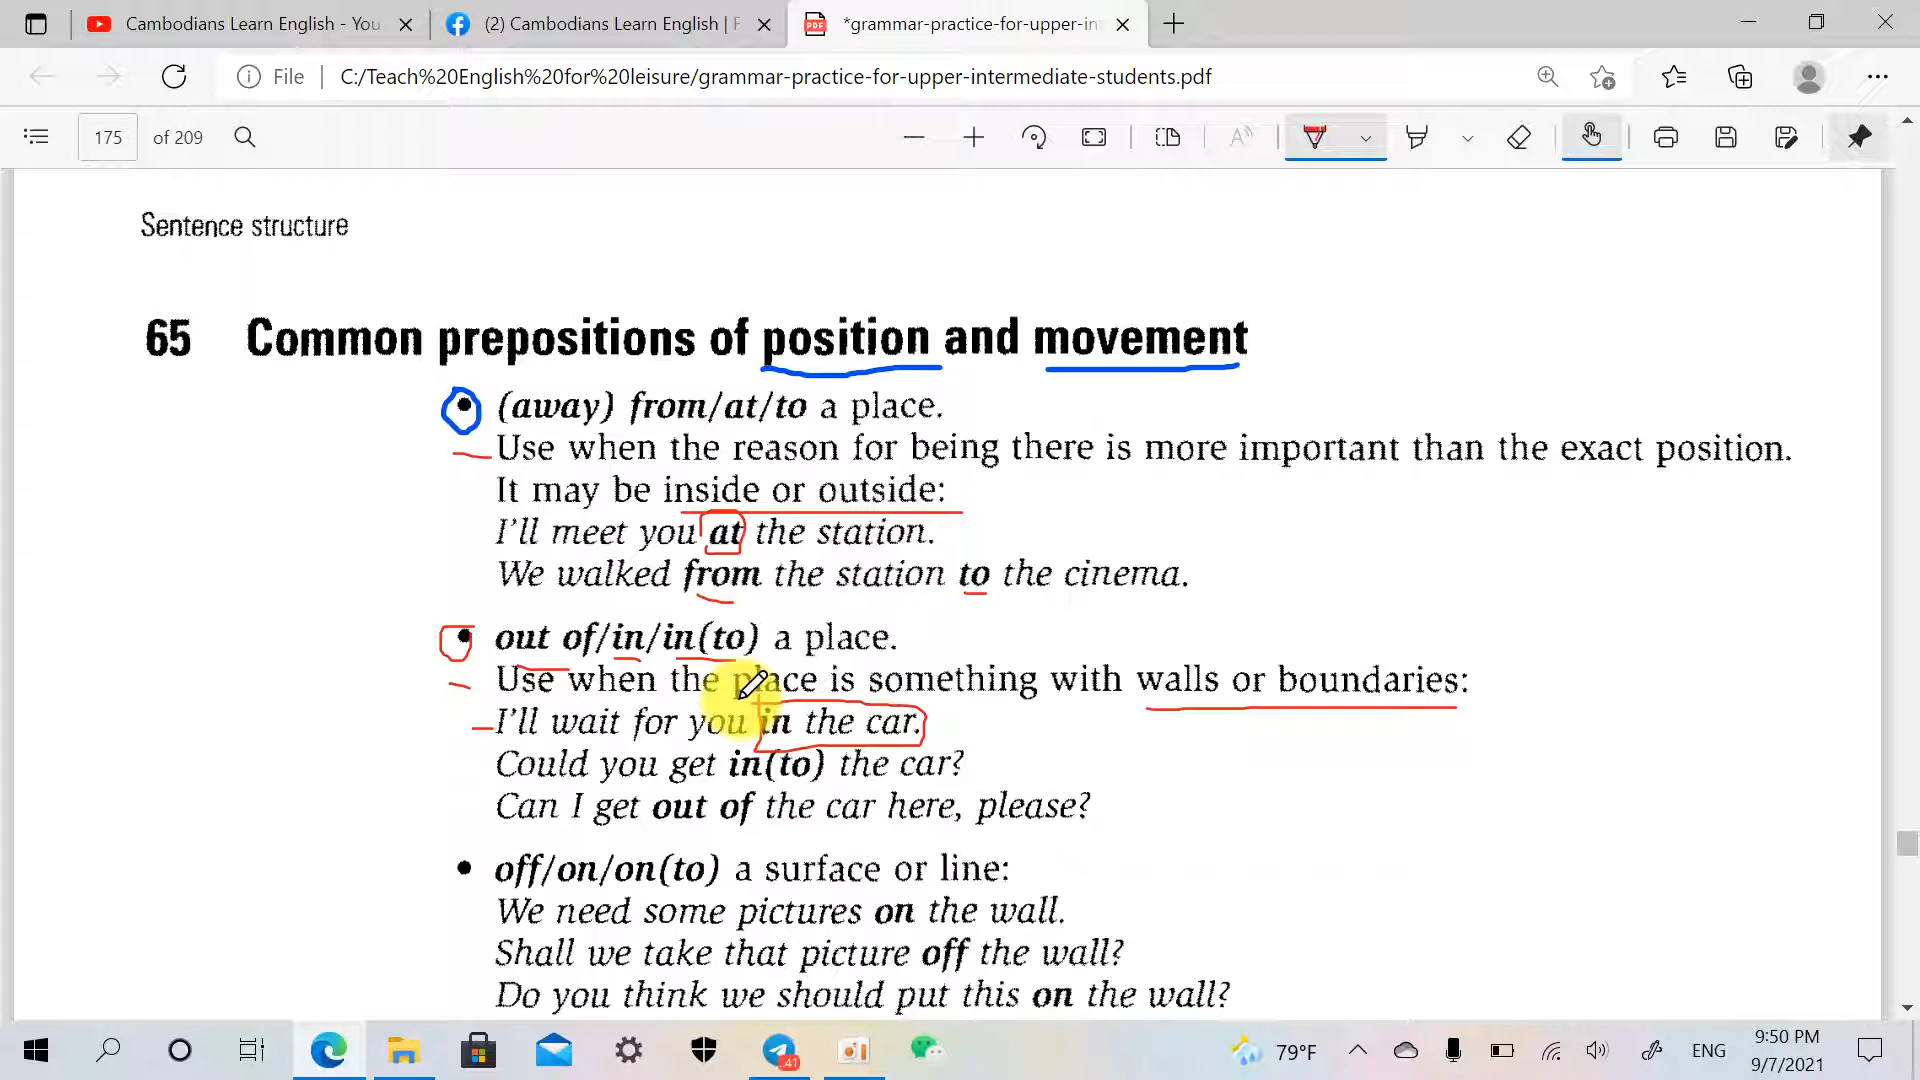 Cambodians Learn English - You
(2) Cambodians Learn English | F
*grammar-practice-for-upper-int
File
C:/Teach%20English%20for%20leisure/grammar-practice-for-upper-intermediate-students.pdf
175 of 209
Sentence structure
65 Common prepositions of position and movement
• (away) from/at/to a place.
Use when the reason for being there is more important than the exact position.
It may be inside or outside:
I'll meet you at the station.
We walked from the station to the cinema.
• out of/in/in(to) a place.
Use when the place is something with walls or boundaries:
I'll wait for you in the car.
Could you get in(to) the car?
Can I get out of the car here, please?
• off/on/on(to) a surface or line:
We need some pictures on the wall.
Shall we take that picture off the wall?
Do you think we should put this on the wall?
79°F
ENG
9:50 PM
9/7/2021